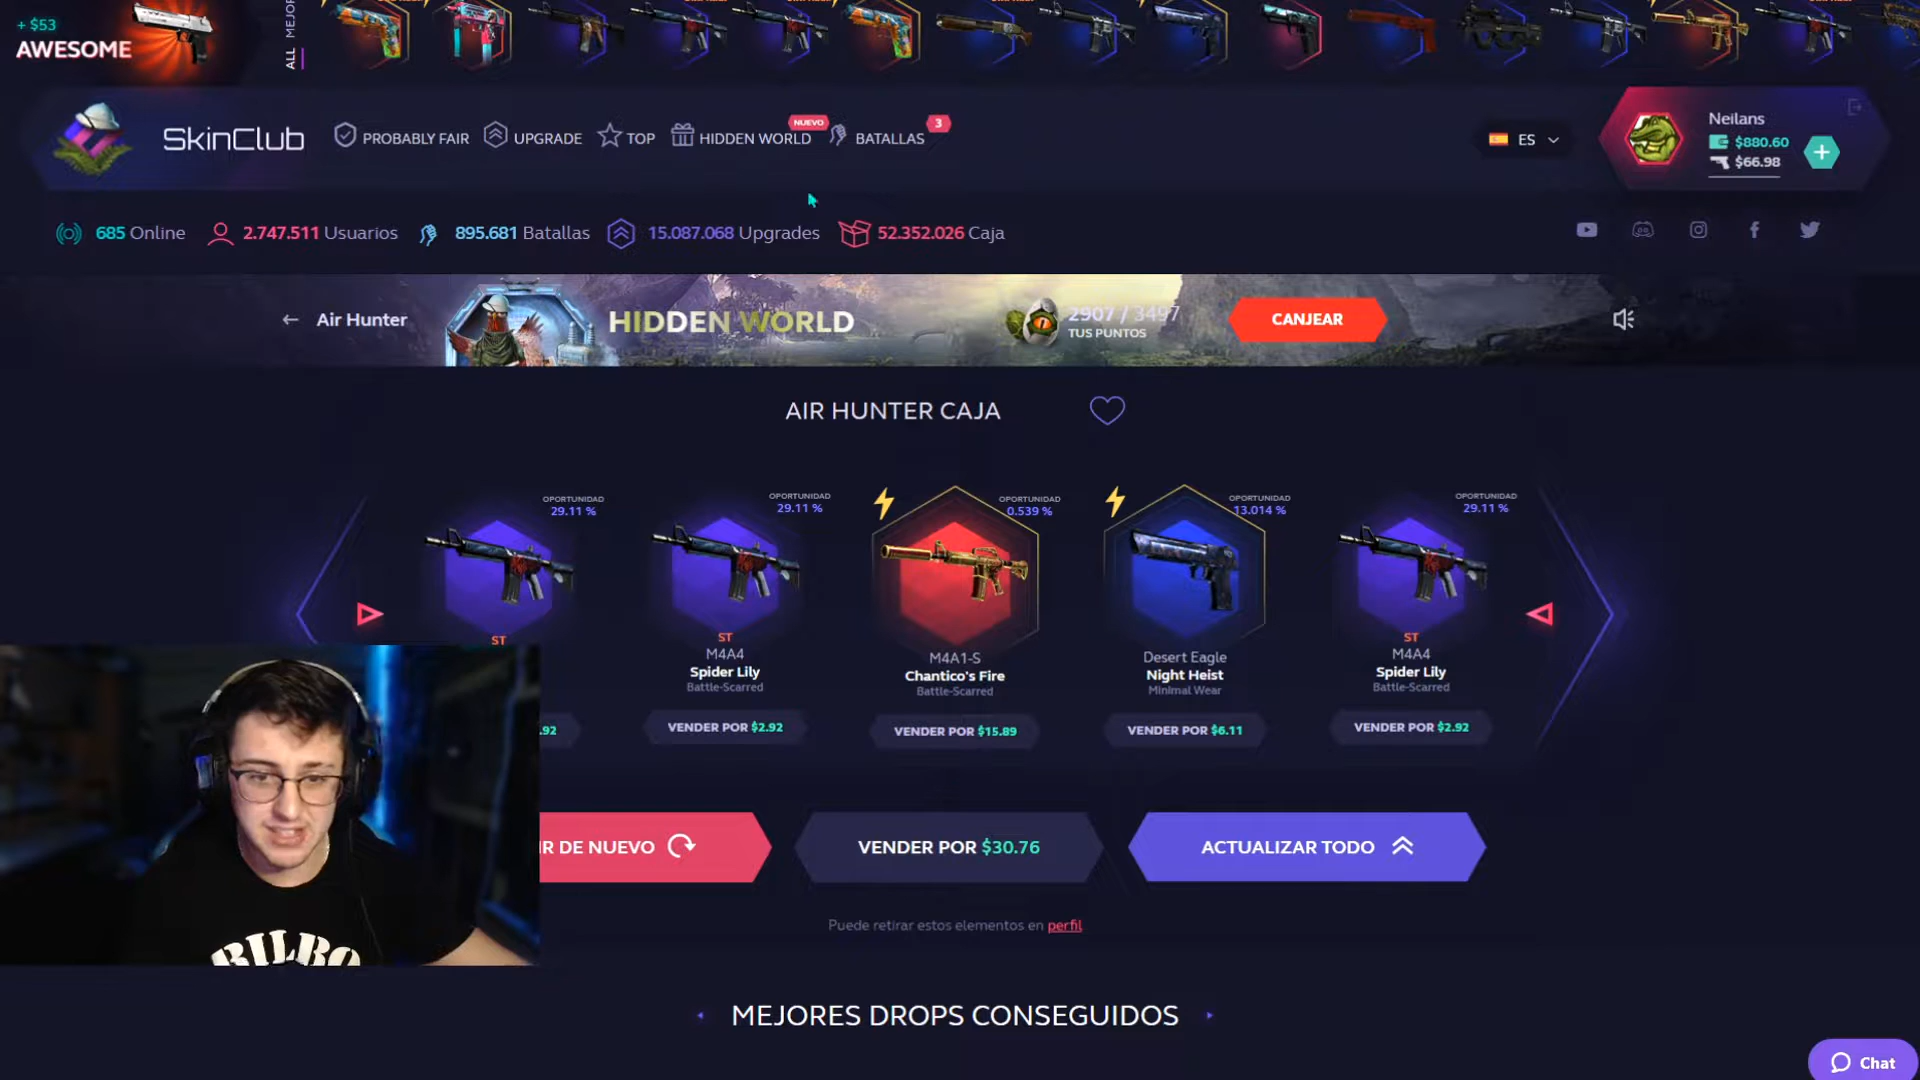 + $53
AWESOME
ALL MEJOR
SKINCLUB
PROBABLY FAIR
UPGRADE
TOP
HIDDEN WORLD
NUEVO
BATALLAS
3
ES
Neilans
$880.60
$66.98
685 Online
2.747.511 Usuarios
895.681 Batallas
15.087.068 Upgrades
52.352.026 Caja
← Air Hunter
HIDDEN WORLD
2907 / 3497
TUS PUNTOS
CANJEAR
AIR HUNTER CAJA
OPORTUNIDAD
29.11 %
ST
.92
OPORTUNIDAD
29.11 %
ST
M4A4
Spider Lily
Battle-Scarred
VENDER POR $2.92
OPORTUNIDAD
0.539 %
M4A1-S
Chantico's Fire
Battle-Scarred
VENDER POR $15.89
OPORTUNIDAD
13.014 %
Desert Eagle
Night Heist
Minimal Wear
VENDER POR $6.11
OPORTUNIDAD
29.11 %
ST
M4A4
Spider Lily
Battle-Scarred
VENDER POR $2.92
IR DE NUEVO
VENDER POR $30.76
ACTUALIZAR TODO
Puede retirar estos elementos en perfil
BILBO
MEJORES DROPS CONSEGUIDOS
Chat